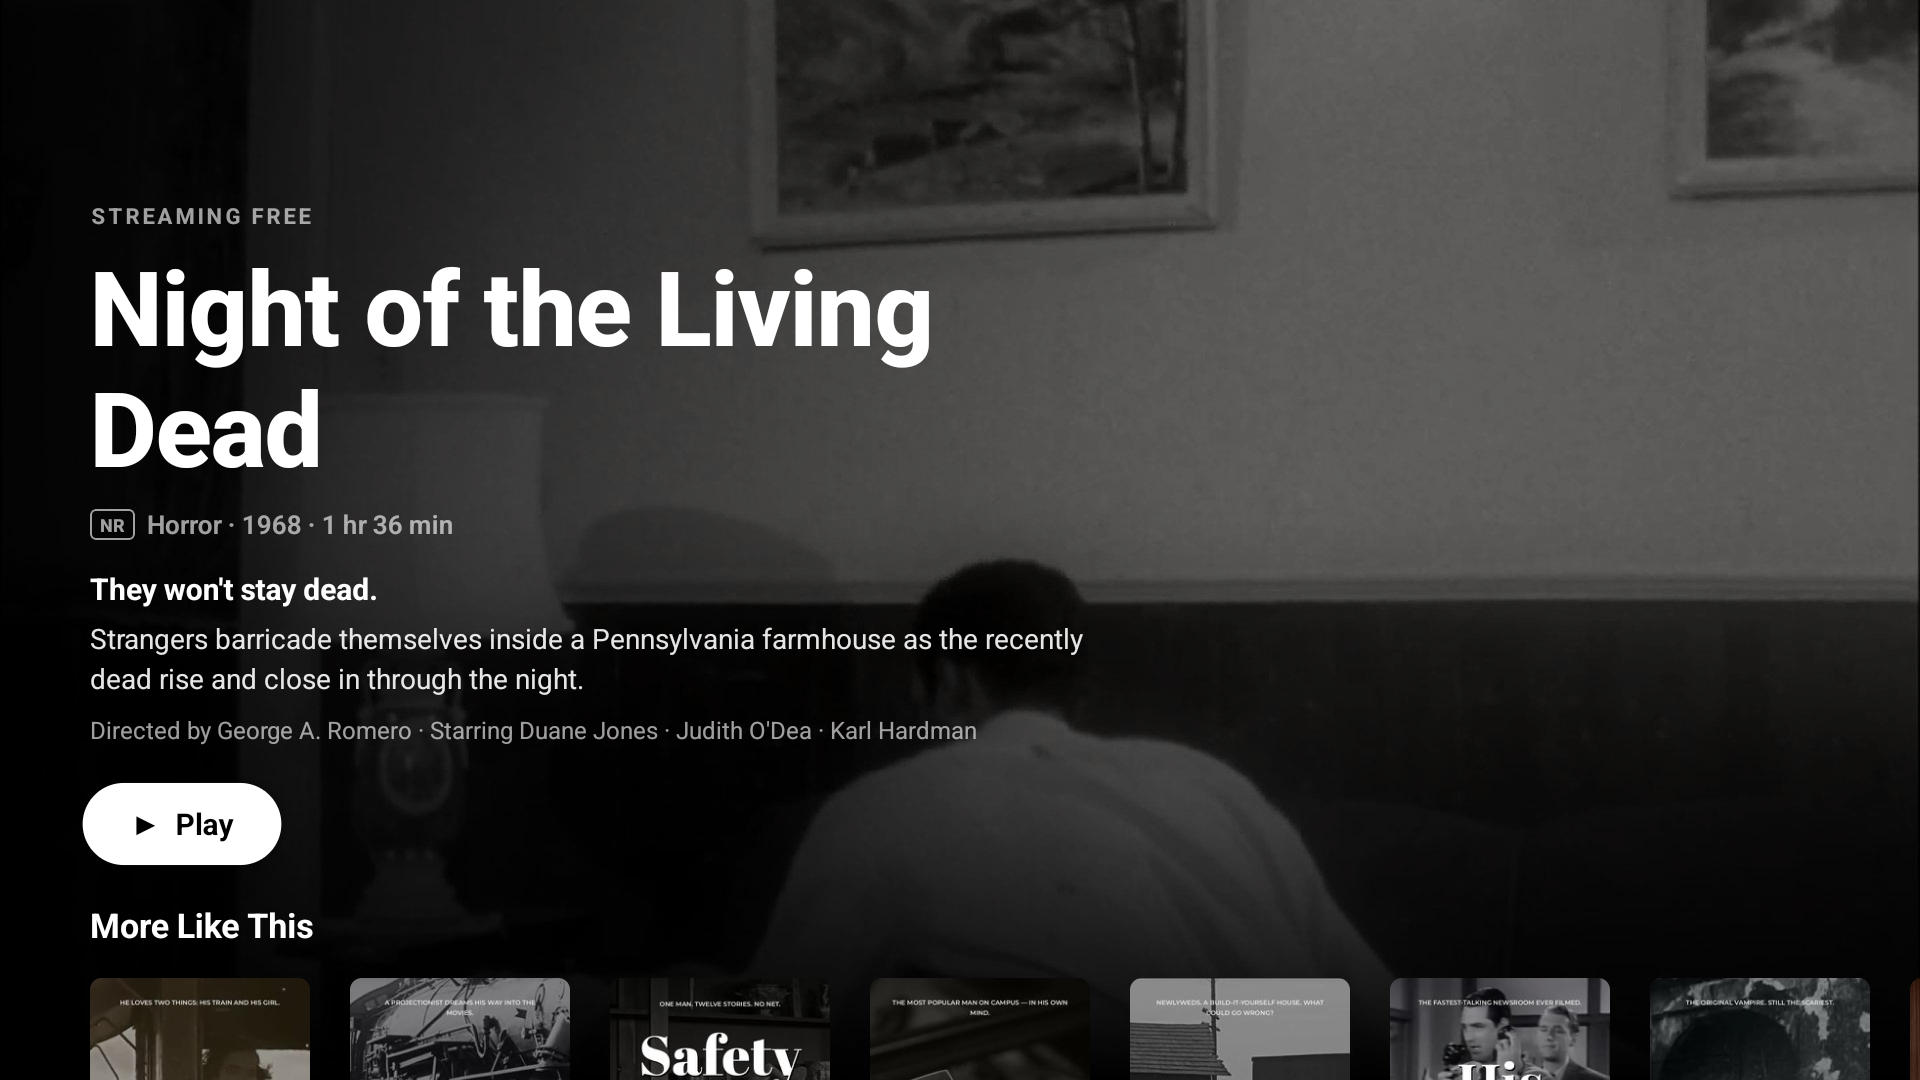 STREAMING FREE
Night of the Living
Dead
NR Horror · 1968 · 1 hr 36 min
They won't stay dead.
Strangers barricade themselves inside a Pennsylvania farmhouse as the recently
dead rise and close in through the night.
Directed by George A. Romero · Starring Duane Jones · Judith O'Dea · Karl Hardman
▶ Play
More Like This
HE LOVES TWO THINGS: HIS TRAIN AND HIS GIRL.
A PROJECTIONIST DREAMS HIS WAY INTO THE
MOVIES.
ONE MAN, TWELVE STORIES. NO NET.
Safety
THE MOST POPULAR MAN ON CAMPUS — IN HIS OWN
MIND.
NEWLYWEDS. A BUILD-IT-YOURSELF HOUSE. WHAT
COULD GO WRONG?
THE FASTEST-TALKING NEWSROOM EVER FILMED.
His
THE ORIGINAL VAMPIRE. STILL THE SCARIEST.